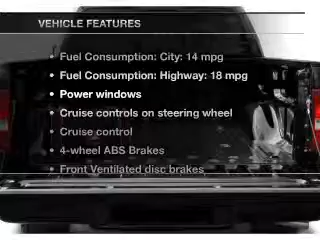 VEHICLE FEATURES
• Fuel Consumption: City: 14 mpg
• Fuel Consumption: Highway: 18 mpg
• Power windows
• Cruise controls on steering wheel
• Cruise control
• 4-wheel ABS Brakes
• Front Ventilated disc brakes